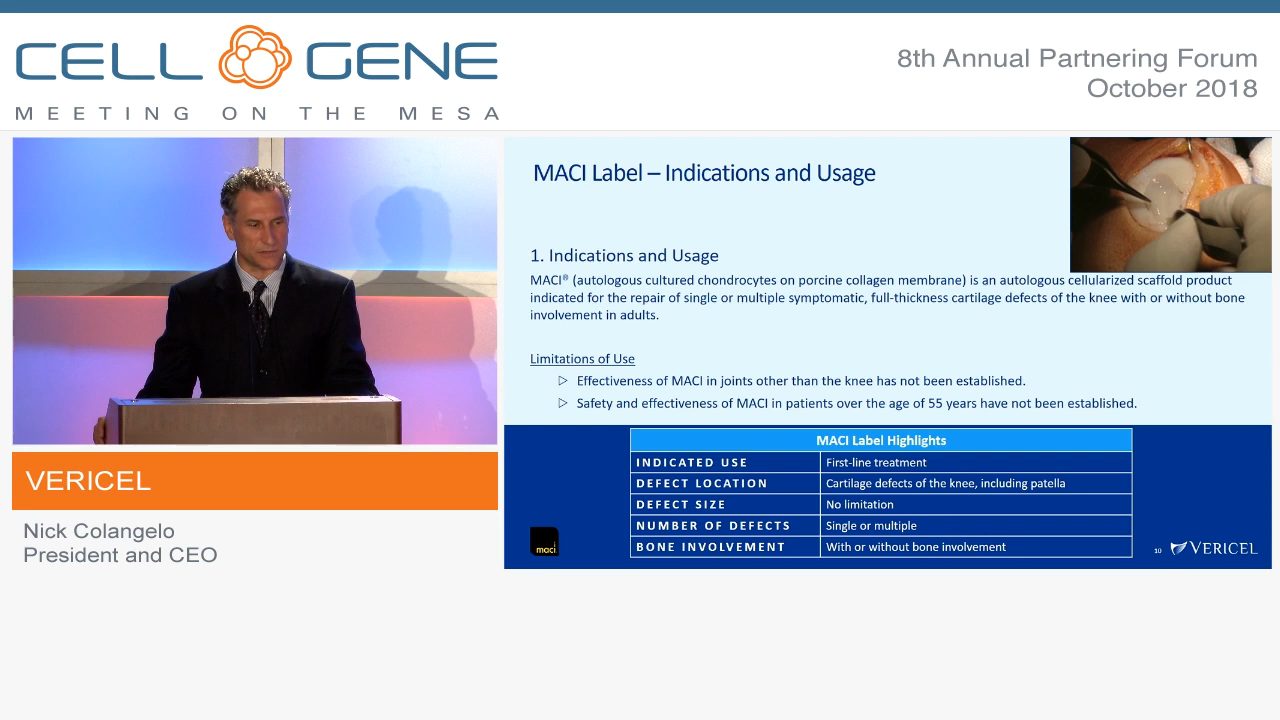 CELL GENE
MEETING ON THE MESA
8th Annual Partnering Forum
October 2018
MACI Label – Indications and Usage
1. Indications and Usage
MACI® (autologous cultured chondrocytes on porcine collagen membrane) is an autologous cellularized scaffold product
indicated for the repair of single or multiple symptomatic, full-thickness cartilage defects of the knee with or without bone
involvement in adults.
Limitations of Use
Effectiveness of MACI in joints other than the knee has not been established.
Safety and effectiveness of MACI in patients over the age of 55 years have not been established.
MACI Label Highlights
INDICATED USE First-line treatment
DEFECT LOCATION Cartilage defects of the knee, including patella
DEFECT SIZE No limitation
NUMBER OF DEFECTS Single or multiple
BONE INVOLVEMENT With or without bone involvement
maci
10 VERICEL
VERICEL
Nick Colangelo
President and CEO